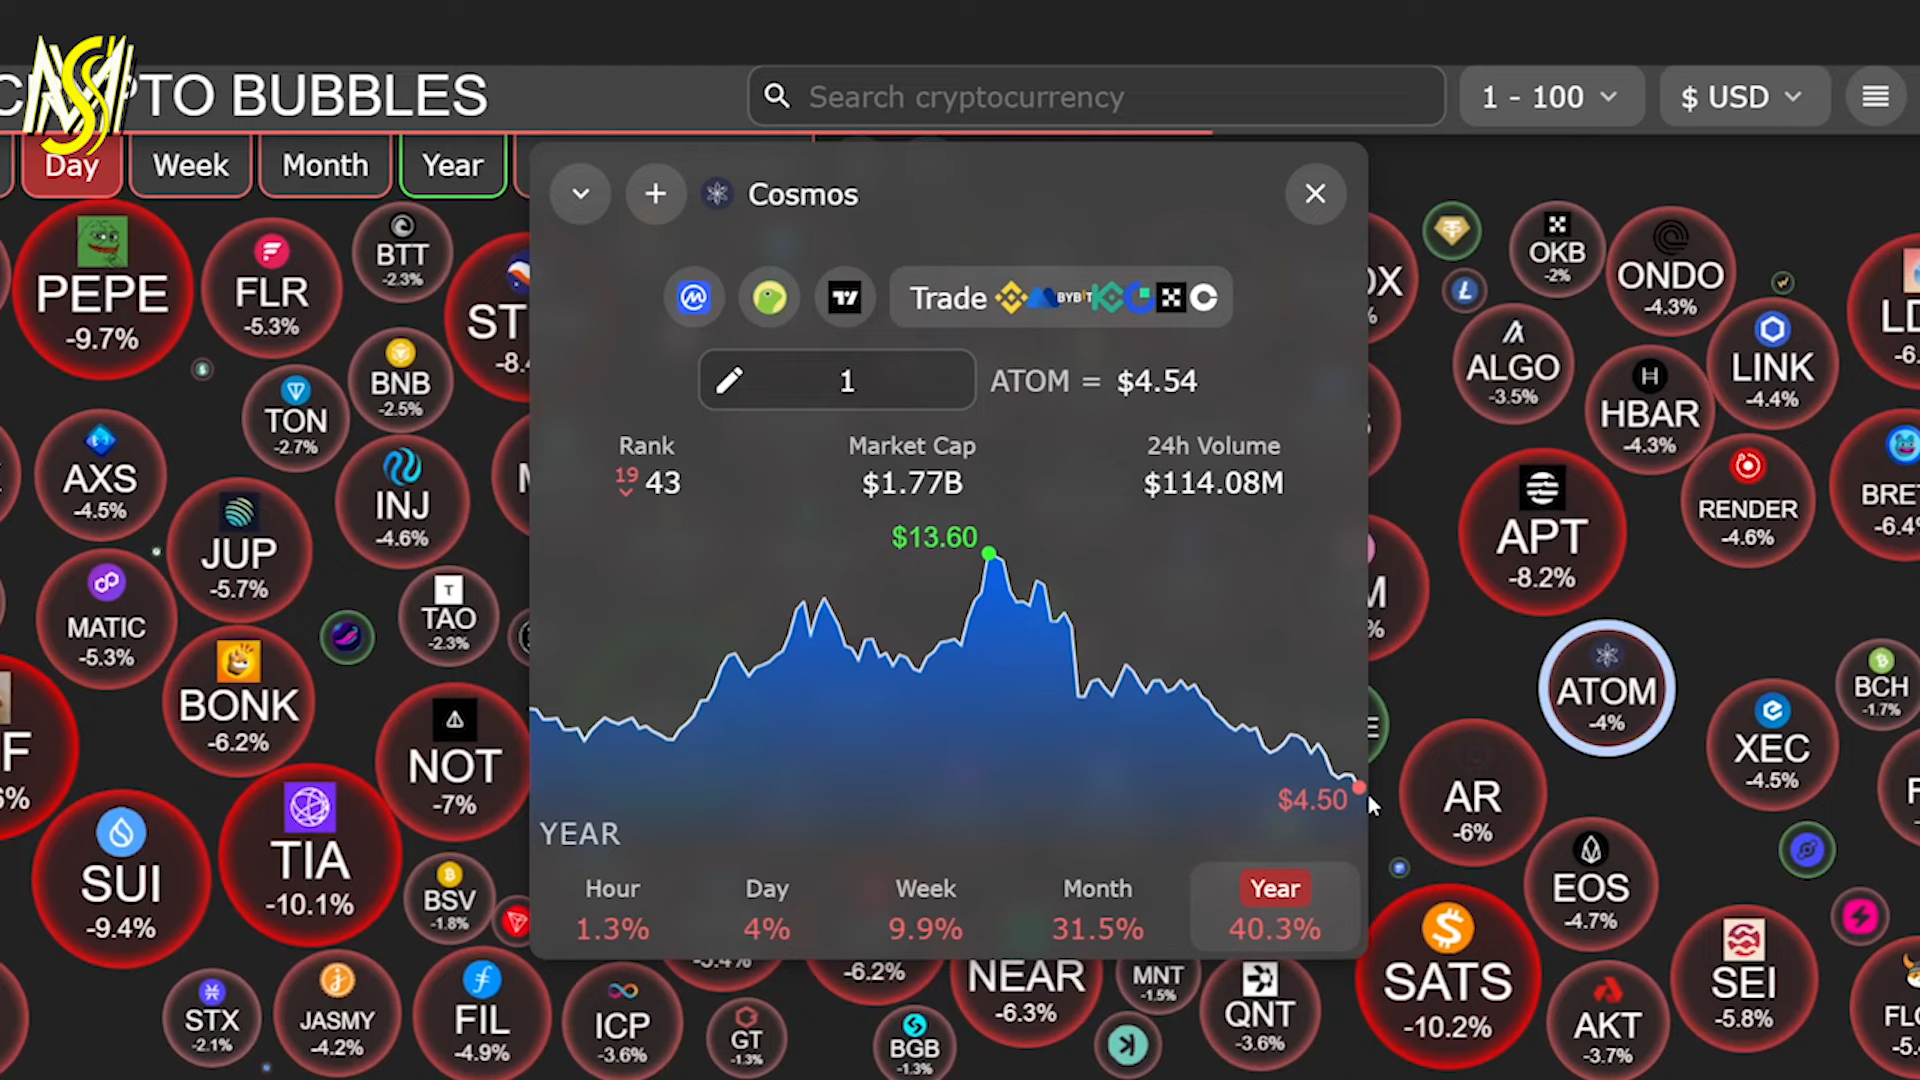 CRYPTO BUBBLES
Search cryptocurrency
1 - 100
$ USD
Day
Week
Month
Year
Cosmos
Trade
BYBIT
1
ATOM = $4.54
Rank
19 43
Market Cap
$1.77B
24h Volume
$114.08M
$13.60
$4.50
YEAR
Hour
1.3%
Day
4%
Week
9.9%
Month
31.5%
Year
40.3%
PEPE
-9.7%
FLR
-5.3%
BTT
-2.3%
TON
-2.7%
BNB
-2.5%
AXS
-4.5%
JUP
-5.7%
INJ
-4.6%
MATIC
-5.3%
TAO
-2.3%
BONK
-6.2%
NOT
-7%
SUI
-9.4%
TIA
-10.1%
BSV
-1.8%
STX
-2.1%
JASMY
-4.2%
FIL
-4.9%
ICP
-3.6%
GT
-1.3%
-5.4%
-6.2%
BGB
-1.3%
NEAR
-6.3%
MNT
-1.5%
QNT
-3.6%
OKB
-2%
ONDO
-4.3%
ALGO
-3.5%
HBAR
-4.3%
LINK
-4.4%
APT
-8.2%
RENDER
-4.6%
ATOM
-4%
BCH
-1.7%
XEC
-4.5%
AR
-6%
EOS
-4.7%
SATS
-10.2%
AKT
-3.7%
SEI
-5.8%